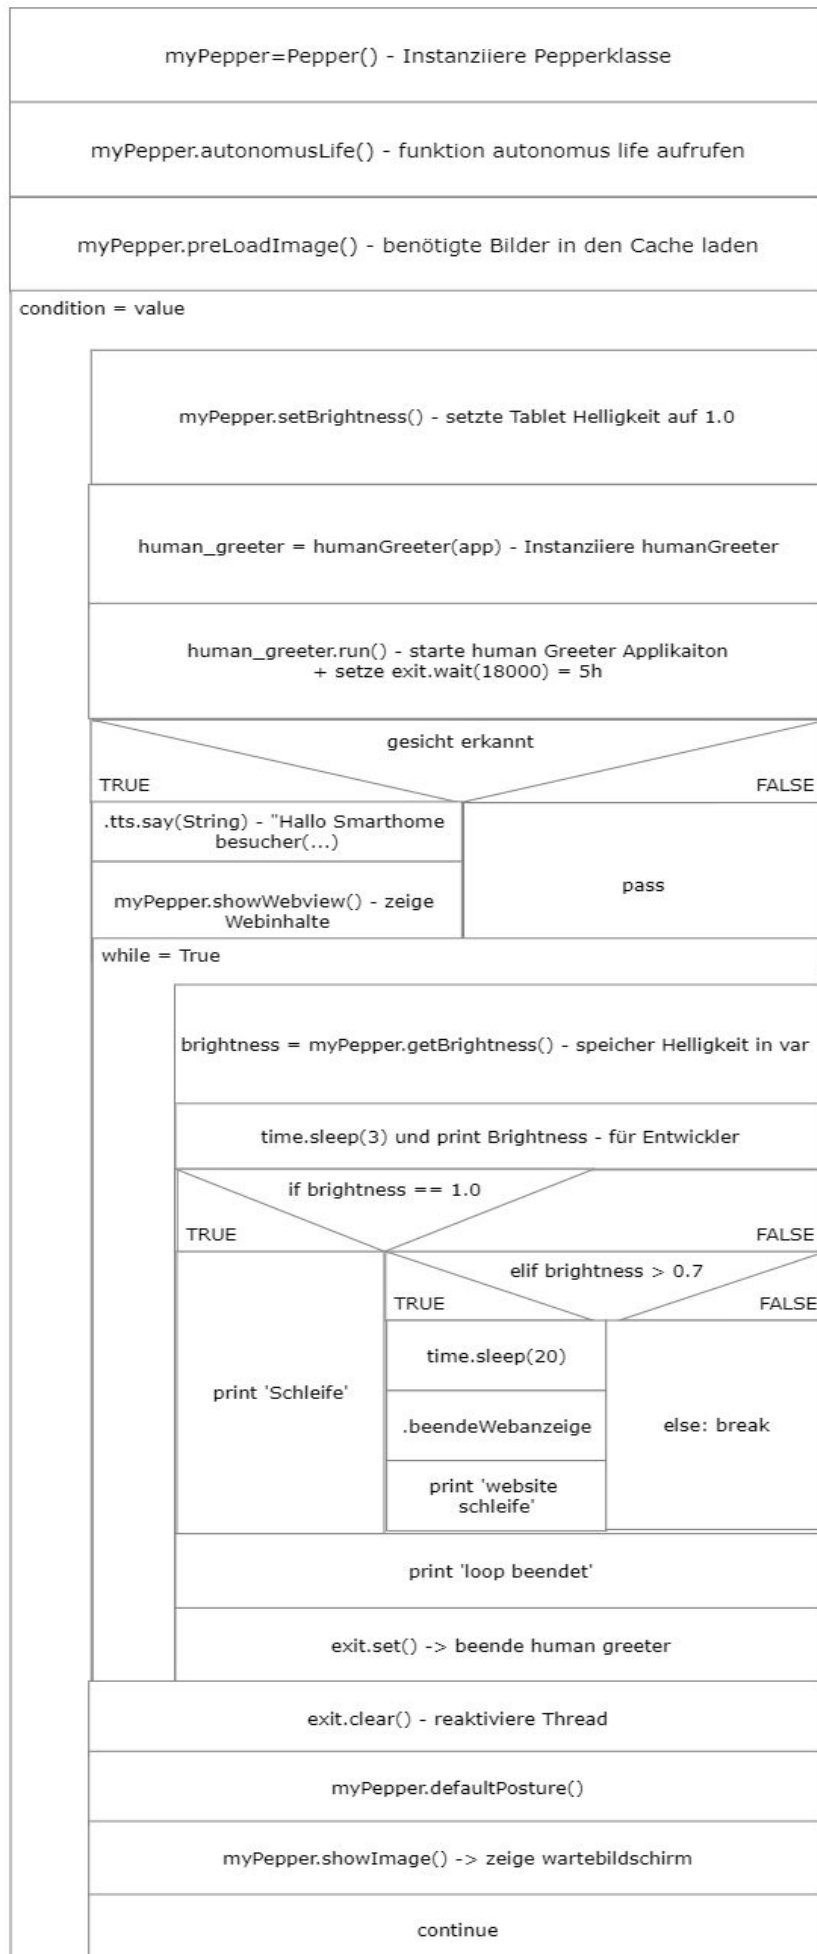 myPepper=Pepper() - Instanziiere Pepperklasse
myPepper.autonomusLife() - funktion autonomus life aufrufen
myPepper.preLoadImage() - benötigte Bilder in den Cache laden
condition = value
myPepper.setBrightness() - setzte Tablet Helligkeit auf 1.0
human_greeter = humanGreeter(app) - Instanziiere humanGreeter
human_greeter.run() - starte human Greeter Applikaiton
+ setze exit.wait(18000) = 5h
gesicht erkannt
TRUE
FALSE
.tts.say(String) - "Hallo Smarthome
besucher(...)
myPepper.showWebview() - zeige
Webinhalte
pass
while = True
brightness = myPepper.getBrightness() - speicher Helligkeit in var
time.sleep(3) und print Brightness - für Entwickler
if brightness == 1.0
TRUE
FALSE
elif brightness > 0.7
TRUE
FALSE
print 'Schleife'
time.sleep(20)
.beendeWebanzeige
print 'website
schleife'
else: break
print 'loop beendet'
exit.set() -> beende human greeter
exit.clear() - reaktiviere Thread
myPepper.defaultPosture()
myPepper.showImage() -> zeige wartebildschirm
continue